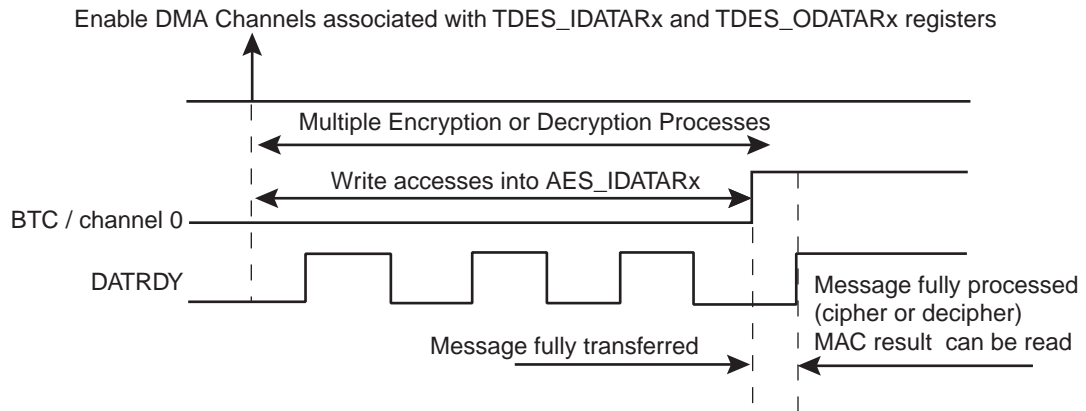 Enable DMA Channels associated with TDES_IDATARx and TDES_ODATARx registers
Multiple Encryption or Decryption Processes
Write accesses into AES_IDATARx
BTC / channel 0
DATRDY
Message fully processed
(cipher or decipher)
MAC result can be read
Message fully transferred